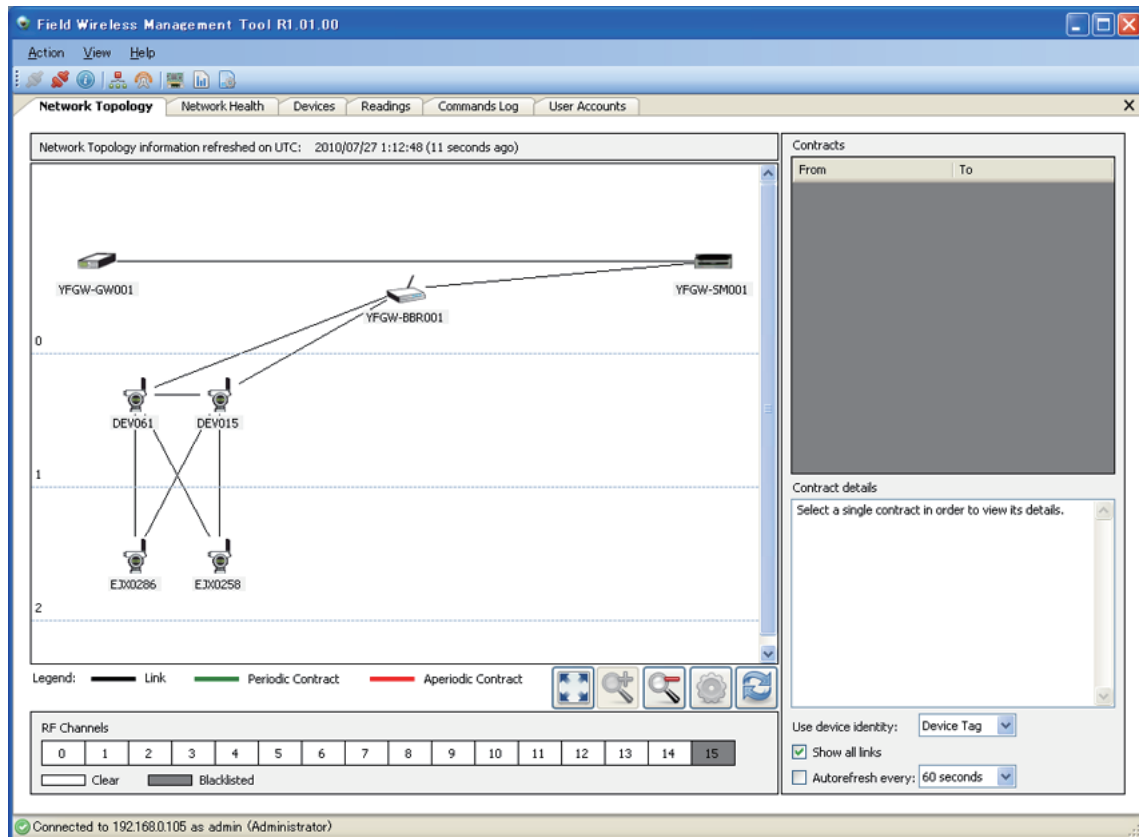 Field Wireless Management Tool R1.01.00
Action View Help
Network Topology Network Health Devices Readings Commands Log User Accounts
Network Topology information refreshed on UTC: 2010/07/27 1:12:48 (11 seconds ago)
YFGW-GW001
YFGW-SM001
YFGW-BBR001
0
DEV061 DEV015
1
EJX0286 EJX0258
2
Legend: Link Periodic Contract Aperiodic Contract
RF Channels
0 1 2 3 4 5 6 7 8 9 10 11 12 13 14 15
Clear Blacklisted
Contracts
From To
Contract details
Select a single contract in order to view its details.
Use device identity: Device Tag
Show all links
Autorefresh every: 60 seconds
Connected to 192.168.0.105 as admin (Administrator)